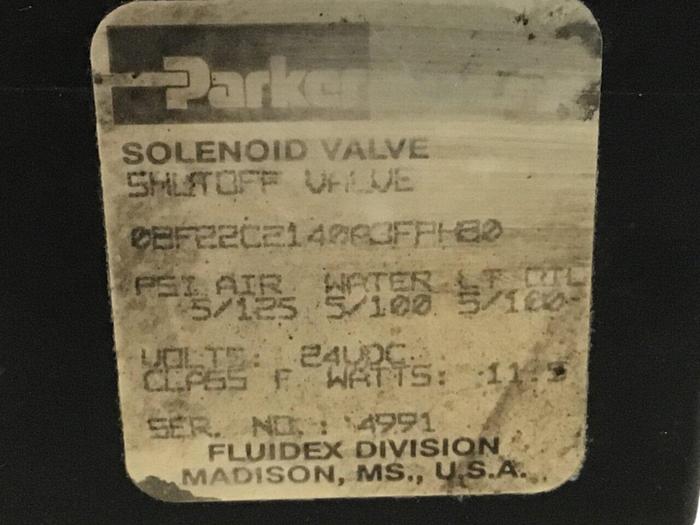 Parker
SOLENOID VALVE
SHUTOFF VALVE
PSI AIR WATER LT OIL
5/125 5/100 5/100
VOLTS: 24VDC
CLASS F WATTS: 11.5
SER. NO.: 4991
FLUIDEX DIVISION
MADISON, MS., U.S.A.